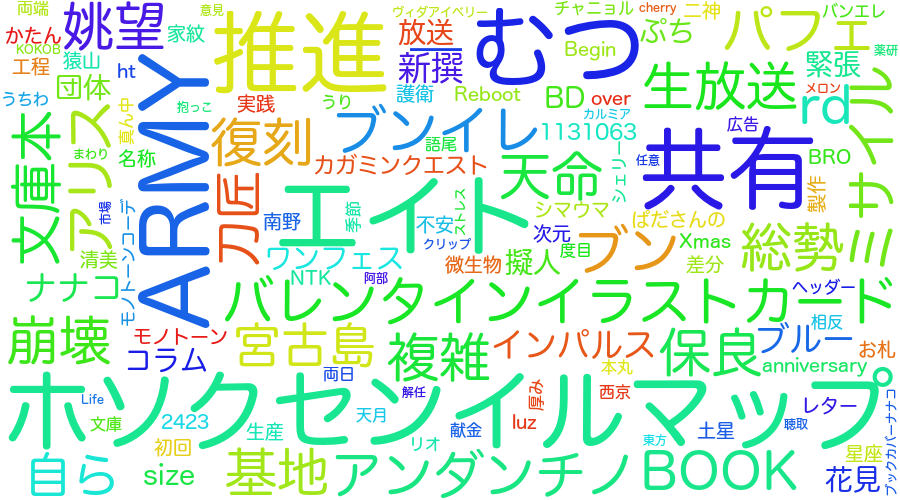 両端
姚望
推進
むつ
チャニョル
cherry
二神
パフェ
バンエレ
意見
ヴィダアイベリー
かたん
家紋
放送
ぷち
KOKOB
工程
猿山
ht
新撰
Begin
緊張
薬研
団体
護衛
Reboot
BD
over
生放送
メロン
rd
うちわ
実践
抱っこ
うり
カルミア
ARMY
文庫本
アリス
真ん中
復刻
ブンイレ
1131063
広告
ミサイル
まわり
名称
語尾
カガミンクエスト
天命
シェリー
共有
任意
BRO
刀匠
エイト
市場
モノトーンコーデ
南野
季節
不安
ストレス
シマウマ
ばださんの
製作
清美
クリップ
次元
度目
Xmas
総勢
ワンフェス
微生物
擬人
ブン
差分
ナナコ
NTK
阿部
バレンタインイラストカード
ヘッダー
崩壊
モノトーン
宮古島
複雑
インパルス
保良
ブルー
相反
お札
コラム
本丸
anniversary
両日
ホソクセンイルマップ
解任
厚み
西京
Life
文庫
2423
天月
luz
レター
生産
リオ
献金
土星
聴取
初回
東方
星座
ブックカバーナナコ
自ら
size
基地
アンダンチノ
BOOK
花見